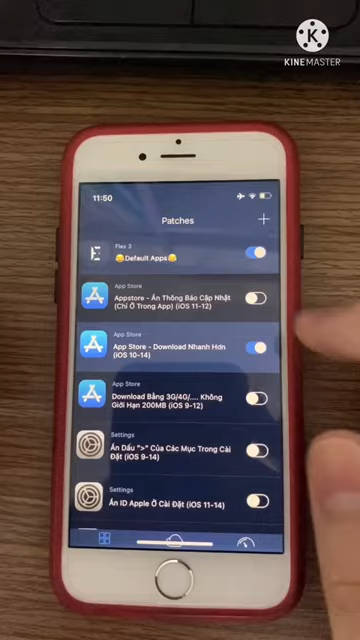 KINEMASTER
11:50
Patches
Flex 3
😂Default Apps😂
App Store
Appstore - Ẩn Thông Báo Cập Nhật
(Chỉ Ở Trong App) (iOS 11-12)
App Store
App Store - Download Nhanh Hơn
(iOS 10-14)
App Store
Download Bằng 3G/4G/.... Không
Giới Hạn 200MB (iOS 9-12)
Settings
Ẩn Dấu ">" Của Các Mục Trong Cài
Đặt (iOS 9-14)
Settings
Ẩn ID Apple Ở Cài Đặt (iOS 11-14)